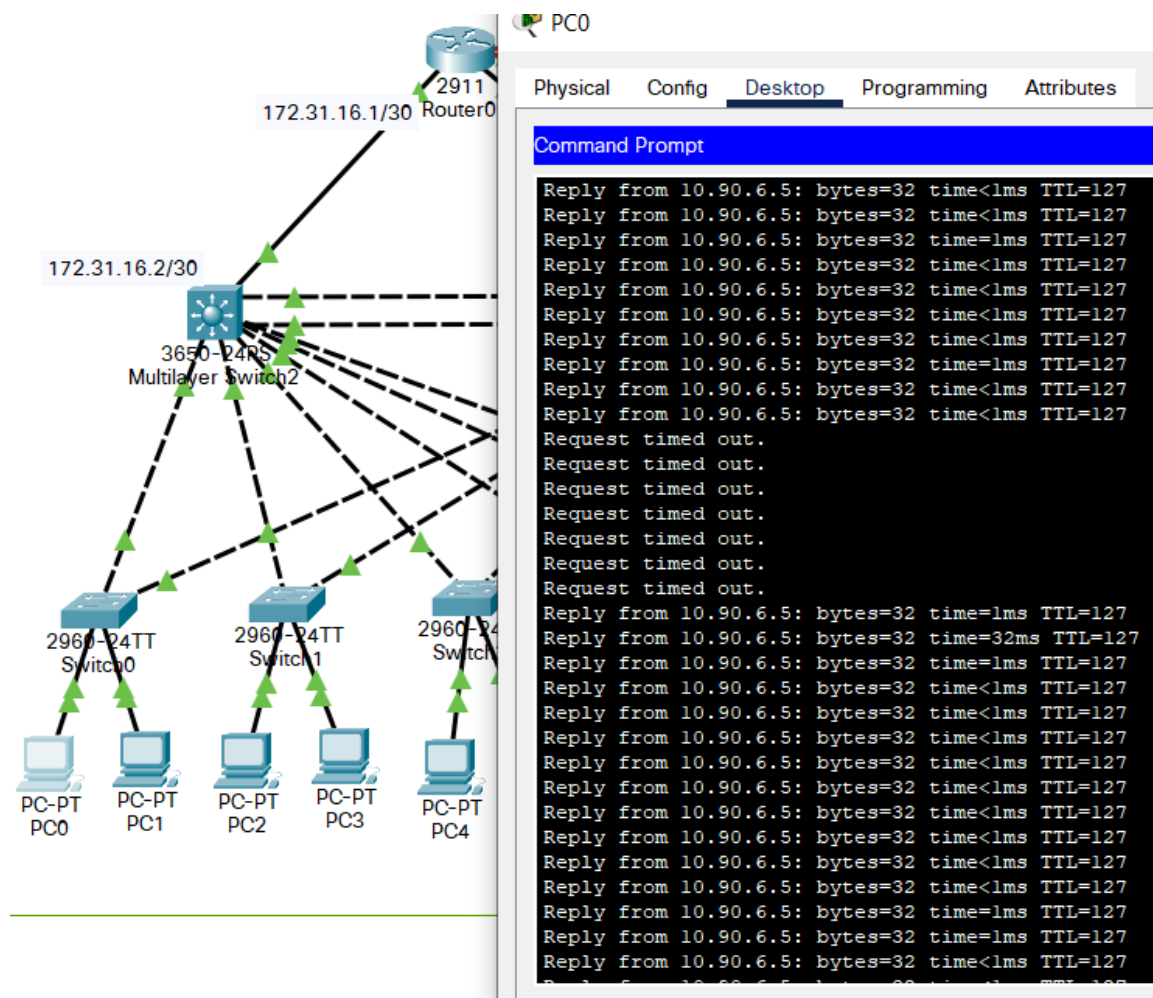 2911
Router0
172.31.16.1/30
172.31.16.2/30
3650-24PS
Multilayer Switch2
2960-24TT
Switch0
2960-24TT
Switch1
PC-PT
PC0
PC-PT
PC1
PC-PT
PC2
PC-PT
PC3
PC-PT
PC4
PC0
Physical Config Desktop Programming Attributes
Command Prompt
Reply from 10.90.6.5: bytes=32 time<1ms TTL=127
Reply from 10.90.6.5: bytes=32 time<1ms TTL=127
Reply from 10.90.6.5: bytes=32 time=1ms TTL=127
Reply from 10.90.6.5: bytes=32 time<1ms TTL=127
Reply from 10.90.6.5: bytes=32 time<1ms TTL=127
Reply from 10.90.6.5: bytes=32 time<1ms TTL=127
Reply from 10.90.6.5: bytes=32 time<1ms TTL=127
Reply from 10.90.6.5: bytes=32 time<1ms TTL=127
Reply from 10.90.6.5: bytes=32 time<1ms TTL=127
Reply from 10.90.6.5: bytes=32 time<1ms TTL=127
Request timed out.
Request timed out.
Request timed out.
Request timed out.
Request timed out.
Request timed out.
Request timed out.
Reply from 10.90.6.5: bytes=32 time=1ms TTL=127
Reply from 10.90.6.5: bytes=32 time=32ms TTL=127
Reply from 10.90.6.5: bytes=32 time=1ms TTL=127
Reply from 10.90.6.5: bytes=32 time<1ms TTL=127
Reply from 10.90.6.5: bytes=32 time<1ms TTL=127
Reply from 10.90.6.5: bytes=32 time<1ms TTL=127
Reply from 10.90.6.5: bytes=32 time<1ms TTL=127
Reply from 10.90.6.5: bytes=32 time<1ms TTL=127
Reply from 10.90.6.5: bytes=32 time=1ms TTL=127
Reply from 10.90.6.5: bytes=32 time<1ms TTL=127
Reply from 10.90.6.5: bytes=32 time<1ms TTL=127
Reply from 10.90.6.5: bytes=32 time<1ms TTL=127
Reply from 10.90.6.5: bytes=32 time=1ms TTL=127
Reply from 10.90.6.5: bytes=32 time=1ms TTL=127
Reply from 10.90.6.5: bytes=32 time<1ms TTL=127